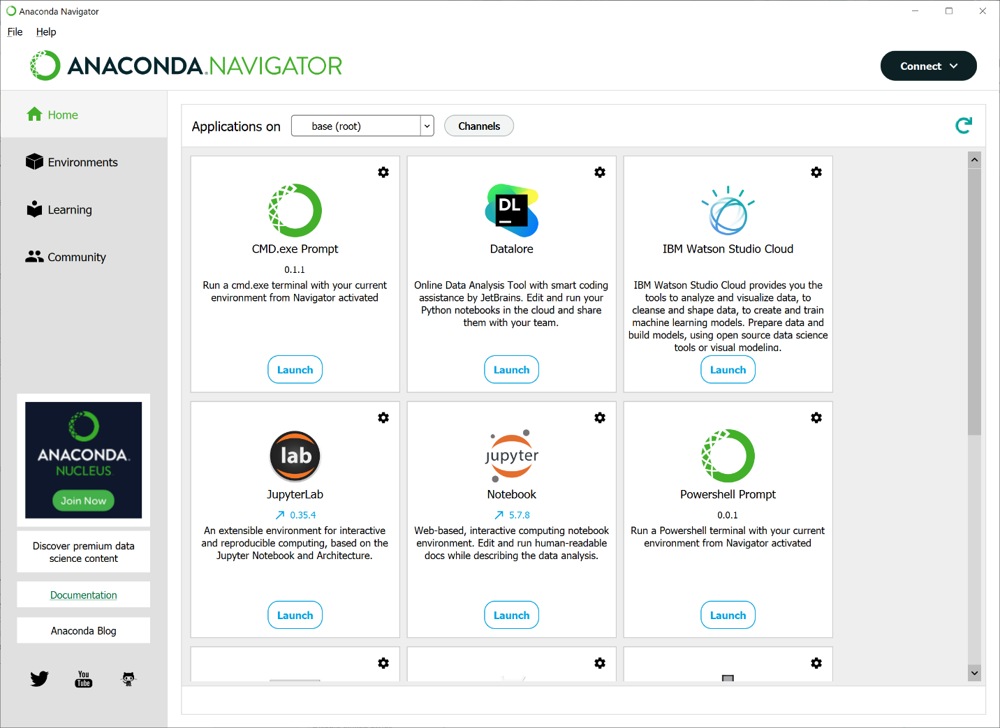 Anaconda Navigator
File Help
ANACONDA.NAVIGATOR
Connect
Home
Environments
Learning
Community
ANACONDA.
NUCLEUS
Join Now
Discover premium data
science content
Documentation
Anaconda Blog
You
Tube
Applications on
base (root)
Channels
CMD.exe Prompt
0.1.1
Run a cmd.exe terminal with your current
environment from Navigator activated
Launch
DL
Datalore
Online Data Analysis Tool with smart coding
assistance by JetBrains. Edit and run your
Python notebooks in the cloud and share
them with your team.
Launch
IBM Watson Studio Cloud
IBM Watson Studio Cloud provides you the
tools to analyze and visualize data, to
cleanse and shape data, to create and train
machine learning models. Prepare data and
build models, using open source data science
tools or visual modeling.
Launch
lab
JupyterLab
0.35.4
An extensible environment for interactive
and reproducible computing, based on the
Jupyter Notebook and Architecture.
Launch
jupyter
Notebook
5.7.8
Web-based, interactive computing notebook
environment. Edit and run human-readable
docs while describing the data analysis.
Launch
Powershell Prompt
0.0.1
Run a Powershell terminal with your current
environment from Navigator activated
Launch